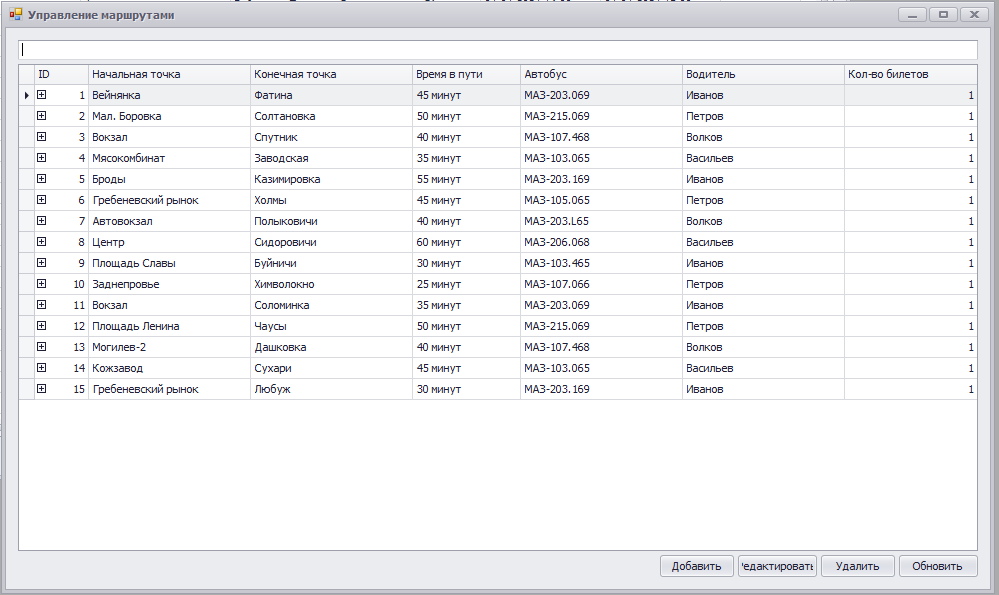 Управление маршрутами
ID Начальная точка Конечная точка Время в пути Автобус Водитель Кол-во билетов
1 Вейнянка Фатина 45 минут МАЗ-203.069 Иванов 1
2 Мал. Боровка Солтановка 50 минут МАЗ-215.069 Петров 1
3 Вокзал Спутник 40 минут МАЗ-107.468 Волков 1
4 Мясокомбинат Заводская 35 минут МАЗ-103.065 Васильев 1
5 Броды Казимировка 55 минут МАЗ-203.169 Иванов 1
6 Гребеневский рынок Холмы 45 минут МАЗ-105.065 Петров 1
7 Автовокзал Полыковичи 40 минут МАЗ-203.L65 Волков 1
8 Центр Сидоровичи 60 минут МАЗ-206.068 Васильев 1
9 Площадь Славы Буйничи 30 минут МАЗ-103.465 Иванов 1
10 Заднепровье Химволокно 25 минут МАЗ-107.066 Петров 1
11 Вокзал Соломинка 35 минут МАЗ-203.069 Иванов 1
12 Площадь Ленина Чаусы 50 минут МАЗ-215.069 Петров 1
13 Могилев-2 Дашковка 40 минут МАЗ-107.468 Волков 1
14 Кожзавод Сухари 45 минут МАЗ-103.065 Васильев 1
15 Гребеневский рынок Любуж 30 минут МАЗ-203.169 Иванов 1
Добавить едактировать Удалить Обновить